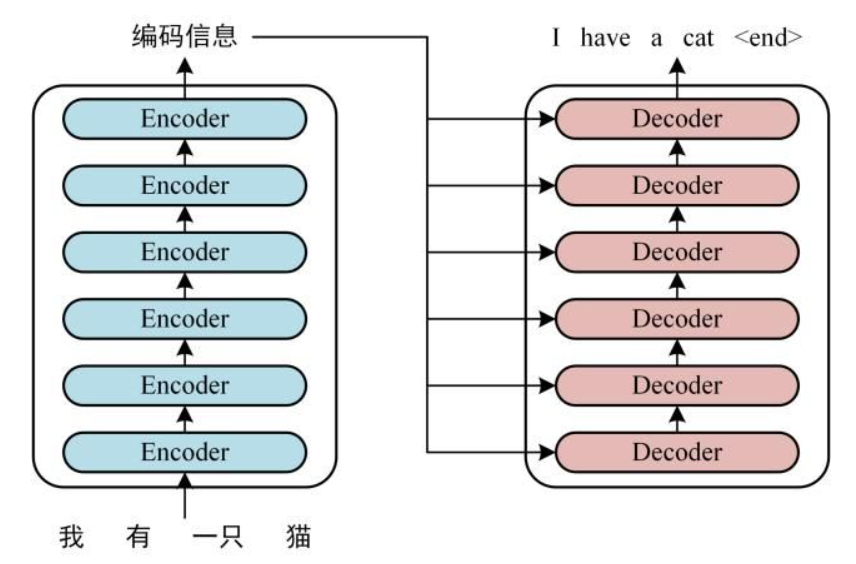 编码信息
I have a cat <end>
Encoder
Encoder
Encoder
Encoder
Encoder
Encoder
Decoder
Decoder
Decoder
Decoder
Decoder
Decoder
我 有 一只 猫